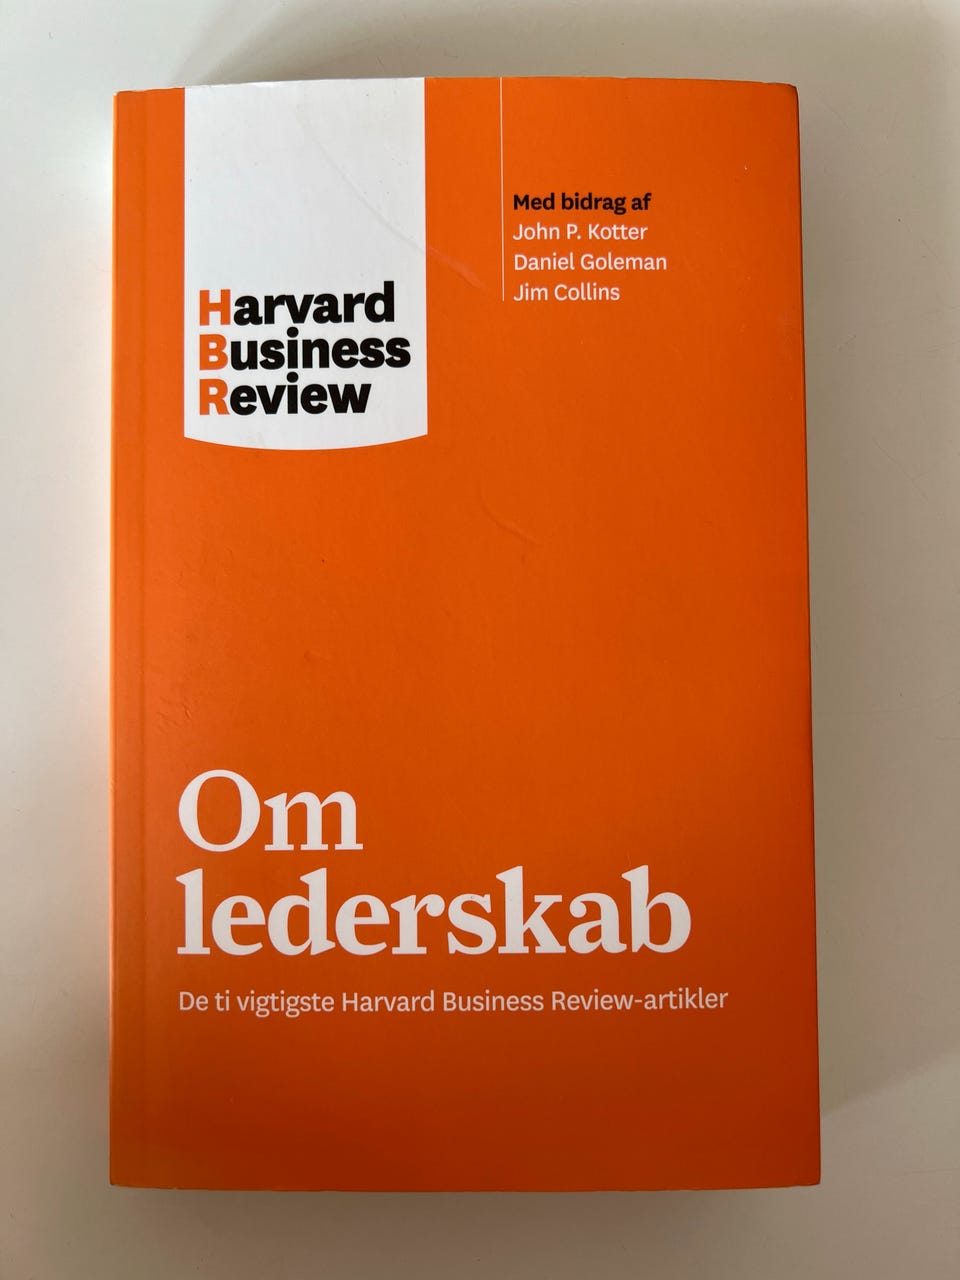 Harvard
Business
Review
Med bidrag af
John P. Kotter
Daniel Goleman
Jim Collins
Om
lederskab
De ti vigtigste Harvard Business Review-artikler